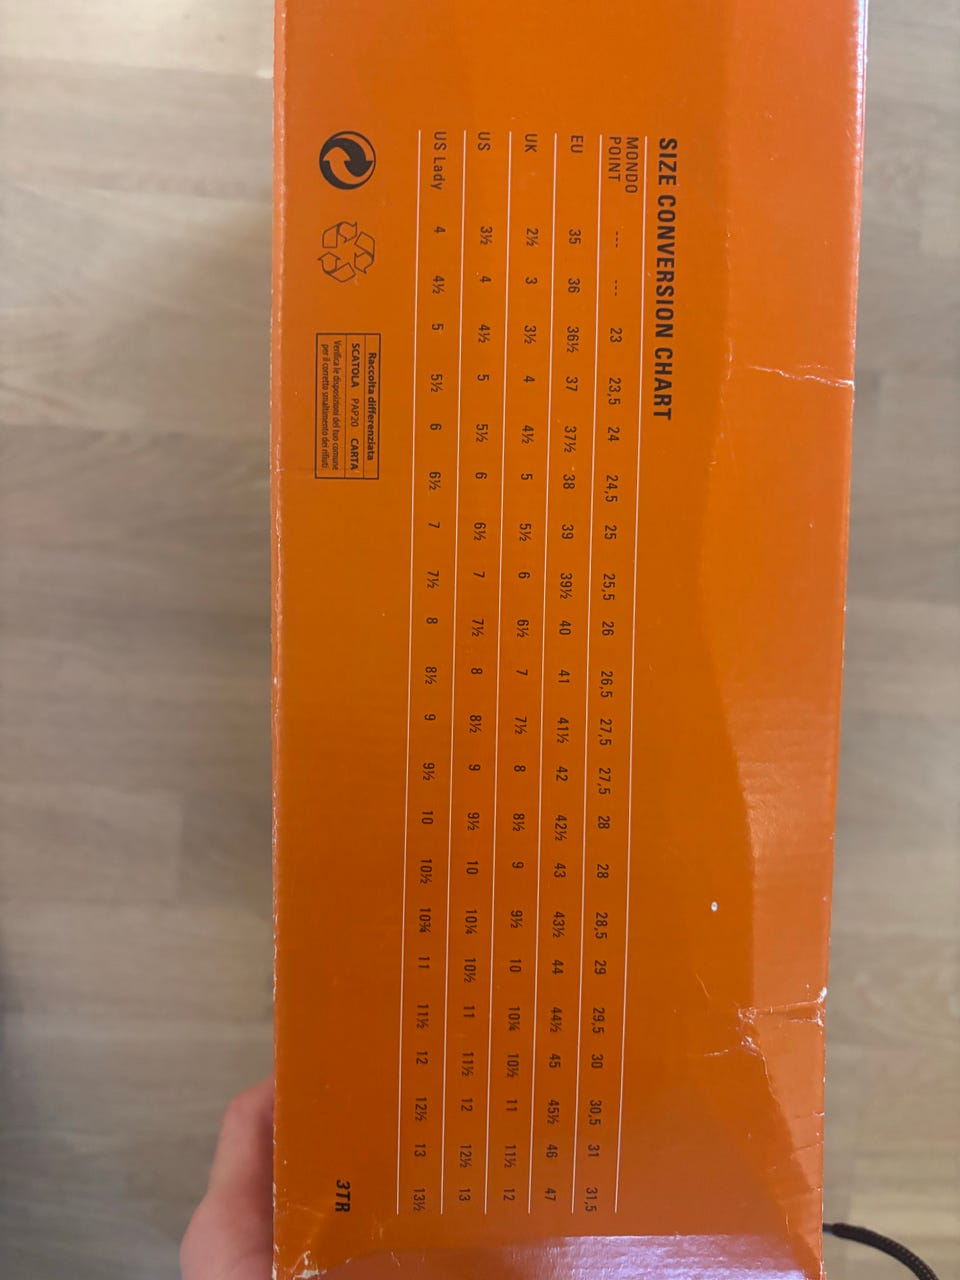 SIZE CONVERSION CHART
MONDO
POINT --- --- 23 23,5 24 24,5 25 25,5 26 26,5 27,5 27,5 28 28 28,5 29 29,5 30 30,5 31 31,5
EU 35 36 36½ 37 37½ 38 39 39½ 40 41 41½ 42 42½ 43 43½ 44 44½ 45 45½ 46 47
UK 2½ 3 3½ 4 4½ 5 5½ 6 6½ 7 7½ 8 8½ 9 9½ 10 10¼ 10½ 11 11½ 12
US 3½ 4 4½ 5 5½ 6 6½ 7 7½ 8 8½ 9 9½ 10 10¼ 10½ 11 11½ 12 12½ 13
US Lady 4 4½ 5 5½ 6 6½ 7 7½ 8 8½ 9 9½ 10 10½ 10¾ 11 11½ 12 12½ 13 13½
Raccolta differenziata
SCATOLA PAP20 CARTA
Verifica le disposizioni del tuo comune
per il corretto smaltimento dei rifiuti.
3TR